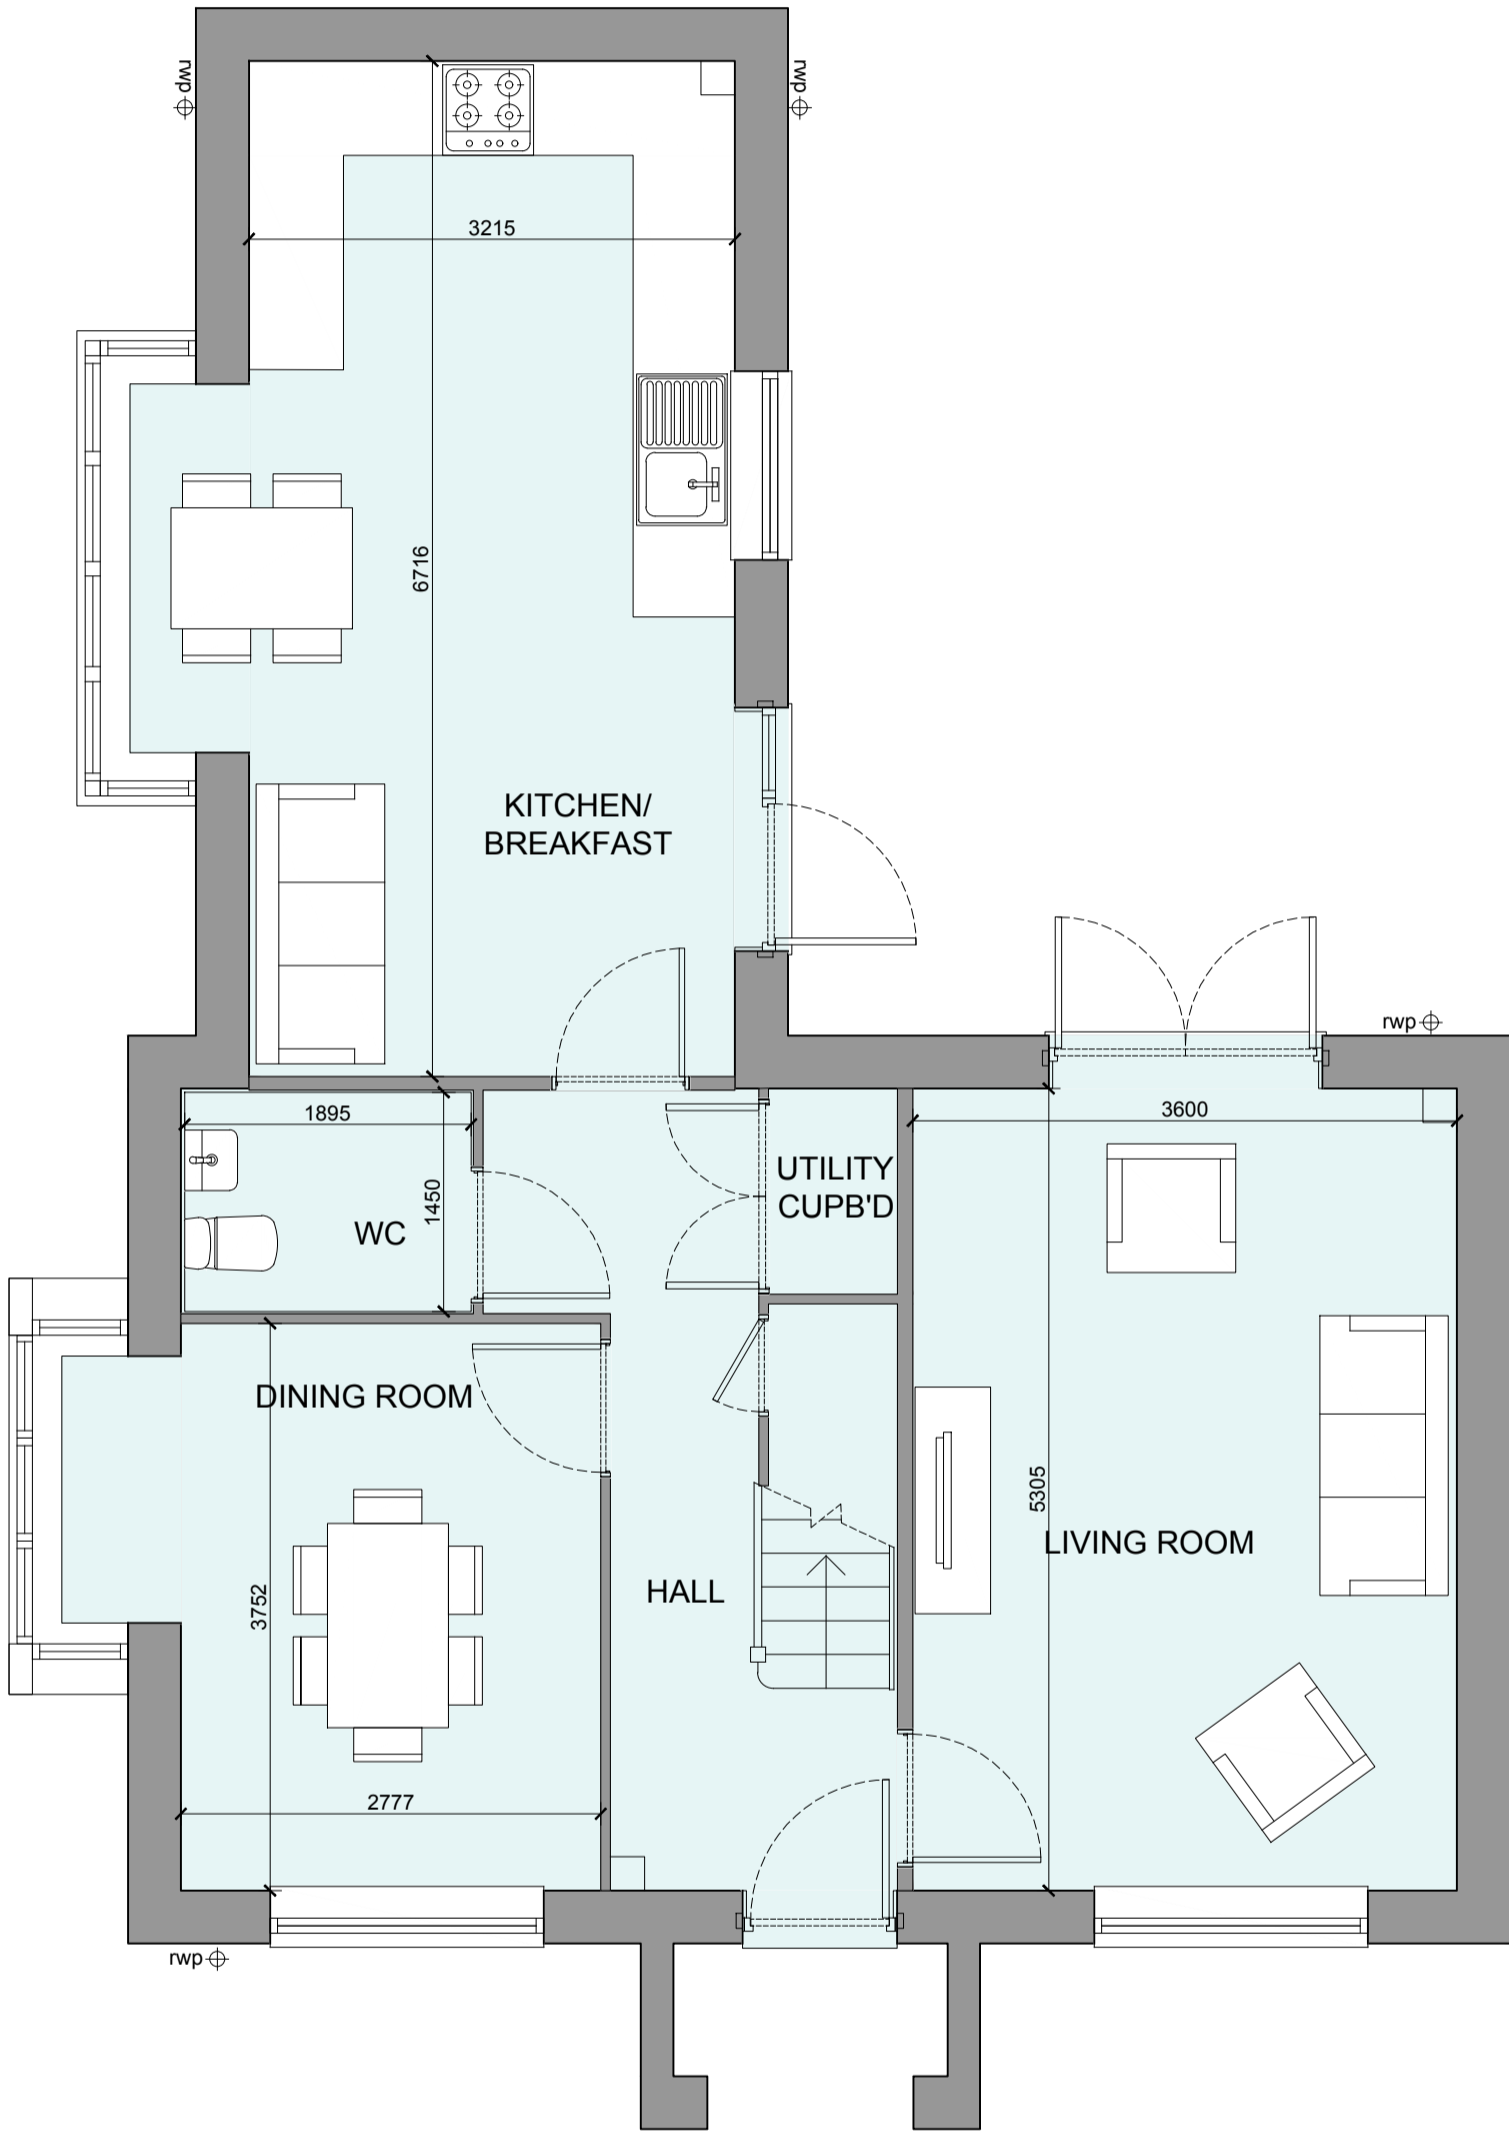 rwp
rwp
3215
6716
KITCHEN/
BREAKFAST
rwp
1895
3600
1450
UTILITY
CUPB'D
WC
DINING ROOM
5305
LIVING ROOM
HALL
3752
2777
rwp